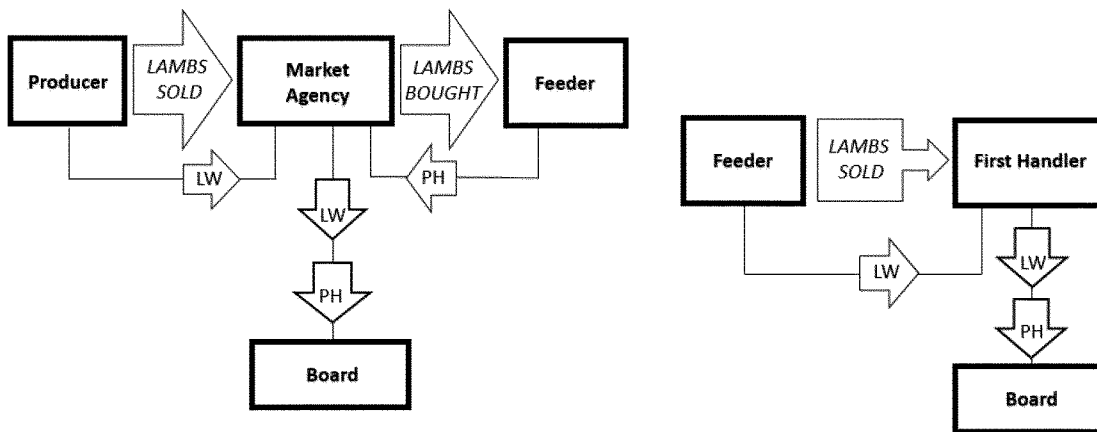 Producer
LAMBS
SOLD
Market
Agency
LAMBS
BOUGHT
Feeder
LW
PH
LW
PH
Board
Feeder
LAMBS
SOLD
First Handler
LW
LW
PH
Board